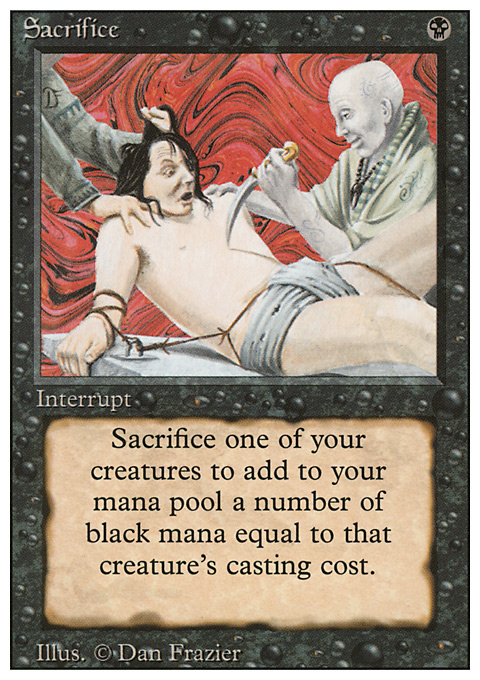 Sacrifice
DF
Interrupt
Sacrifice one of your
creatures to add to your
mana pool a number of
black mana equal to that
creature's casting cost.
Illus. © Dan Frazier